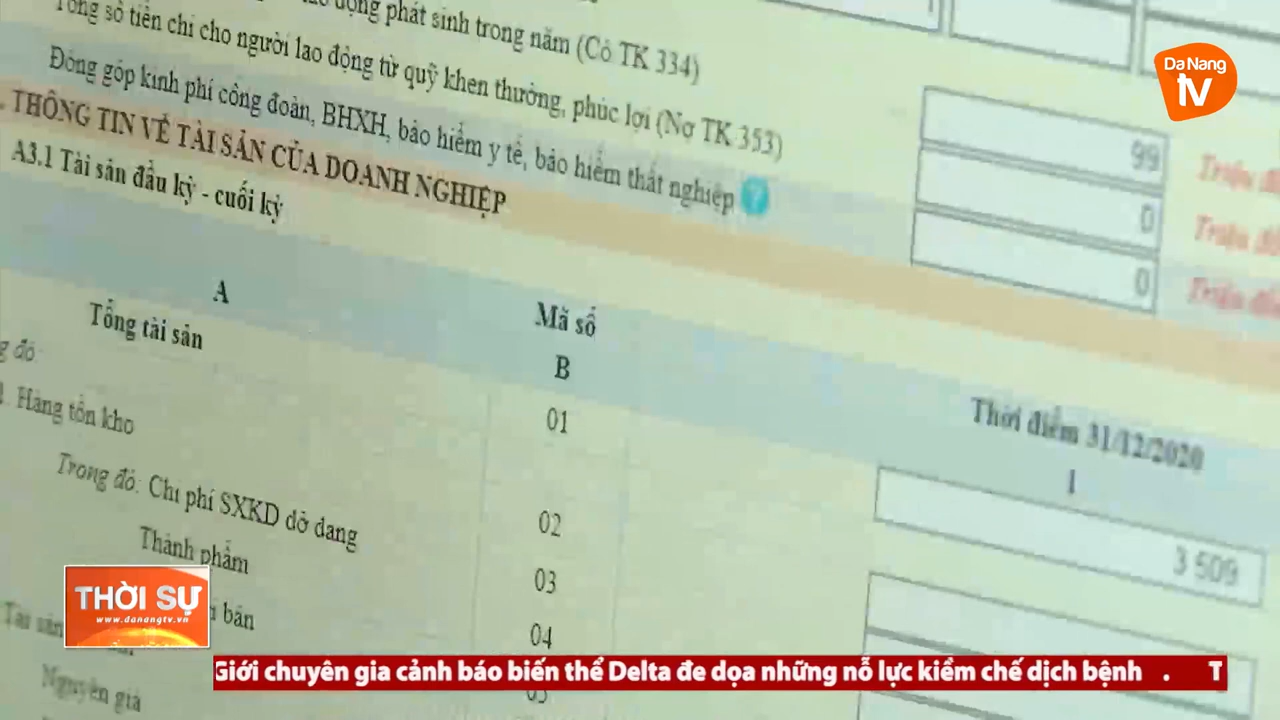 động phát sinh trong năm (Có TK 334)
Tổng số tiền chi cho người lao động từ quỹ khen thưởng, phúc lợi (Nợ TK 353)
Đóng góp kinh phí công đoàn, BHXH, bảo hiểm y tế, bảo hiểm thất nghiệp ?
THÔNG TIN VỀ TÀI SẢN CỦA DOANH NGHIỆP
A3.1 Tài sản đầu kỳ - cuối kỳ
Da Nang
tv
99
0
0
A
Mã số
Thời điểm 31/12/2020
B
1
Tổng tài sản
01
3 509
g đó:
Hàng tồn kho
02
Trong đó: Chi phí SXKD dở dang
03
Thành phẩm
04
bán
Tài sản
Nguyên giá
05
THỜI SỰ
www.danangtv.vn
Giới chuyên gia cảnh báo biến thể Delta đe dọa những nỗ lực kiềm chế dịch bệnh . T